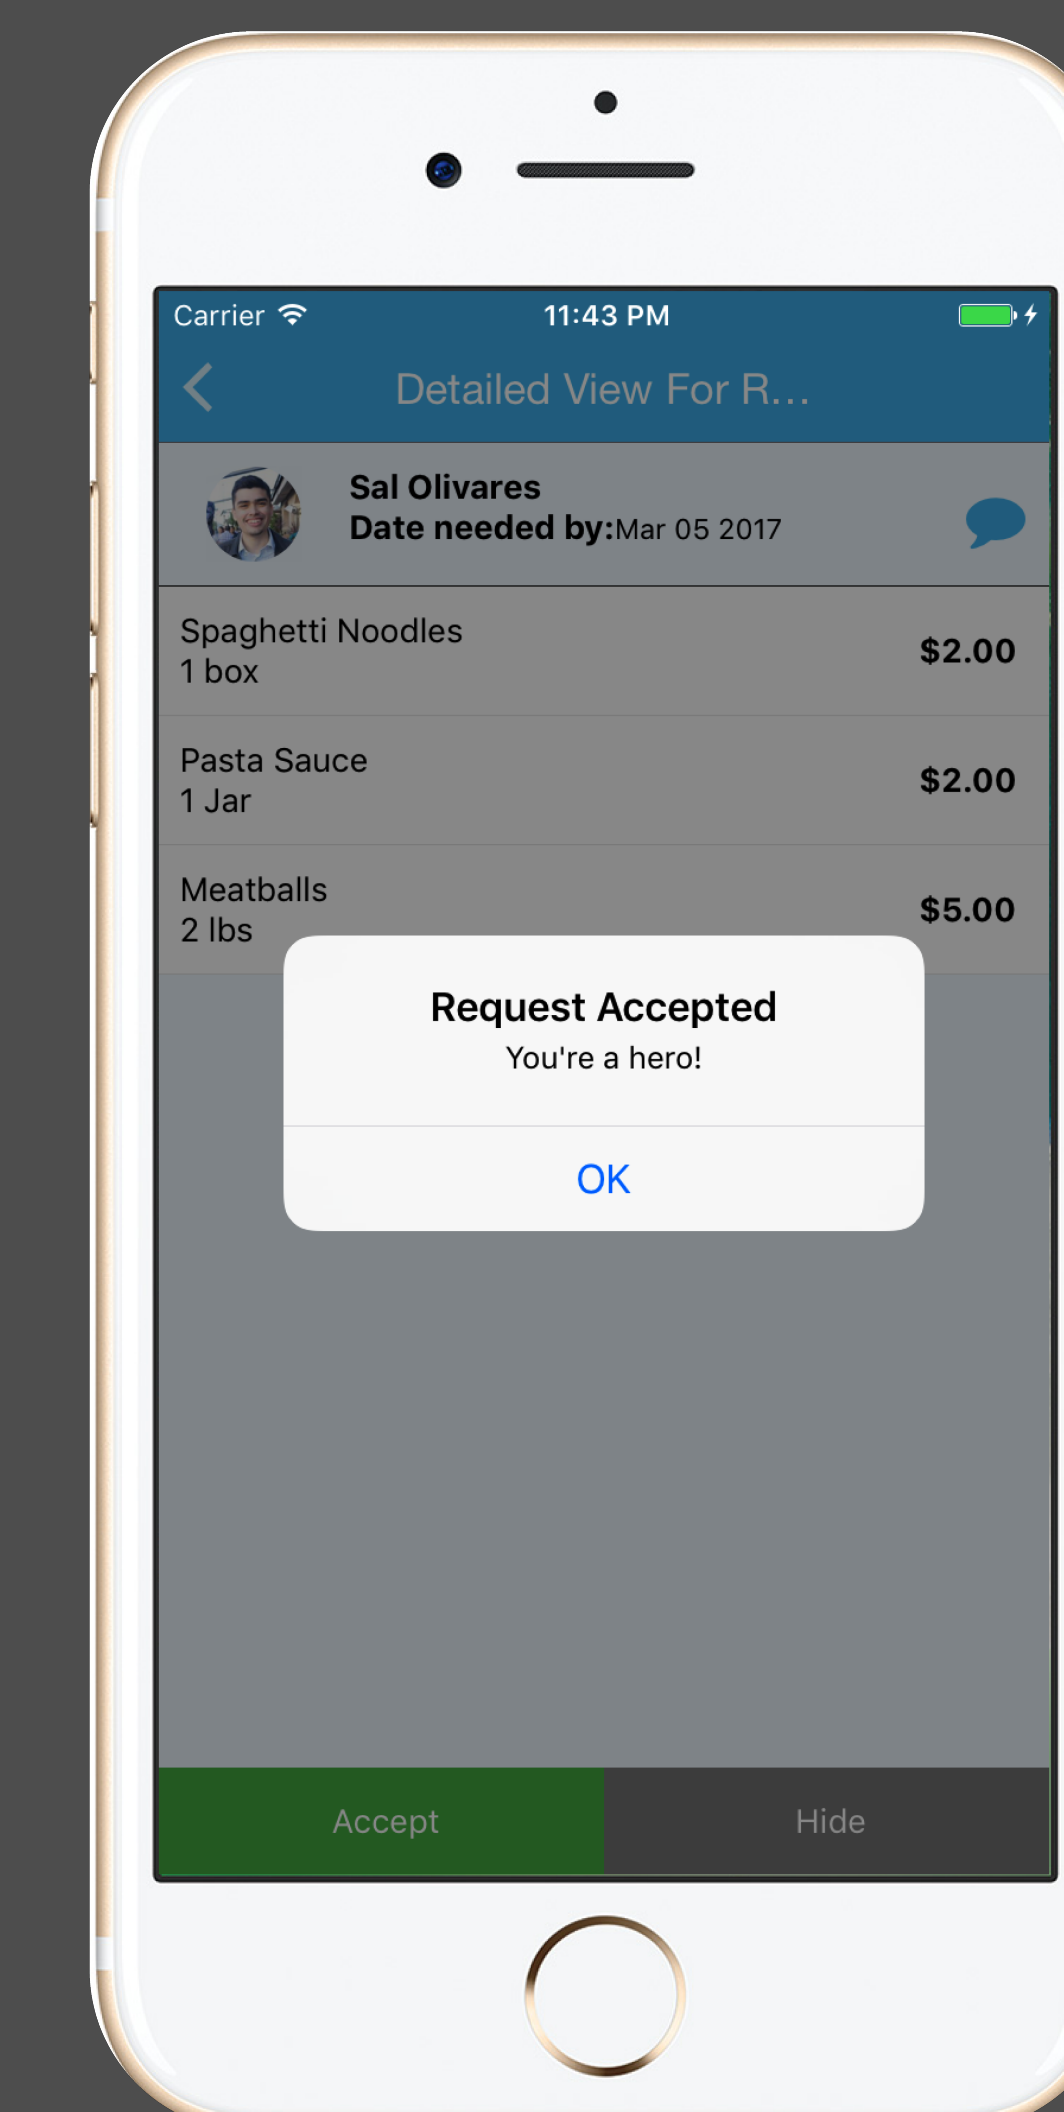 Carrier 11:43 PM
Detailed View For R...
Sal Olivares
Date needed by:Mar 05 2017
Spaghetti Noodles
1 box
$2.00
Pasta Sauce
1 Jar
$2.00
Meatballs
2 lbs
$5.00
Request Accepted
You're a hero!
OK
Accept Hide